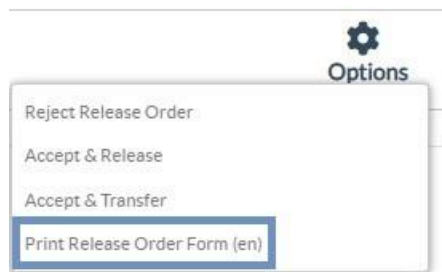 Options
Reject Release Order
Accept & Release
Accept & Transfer
Print Release Order Form (en)